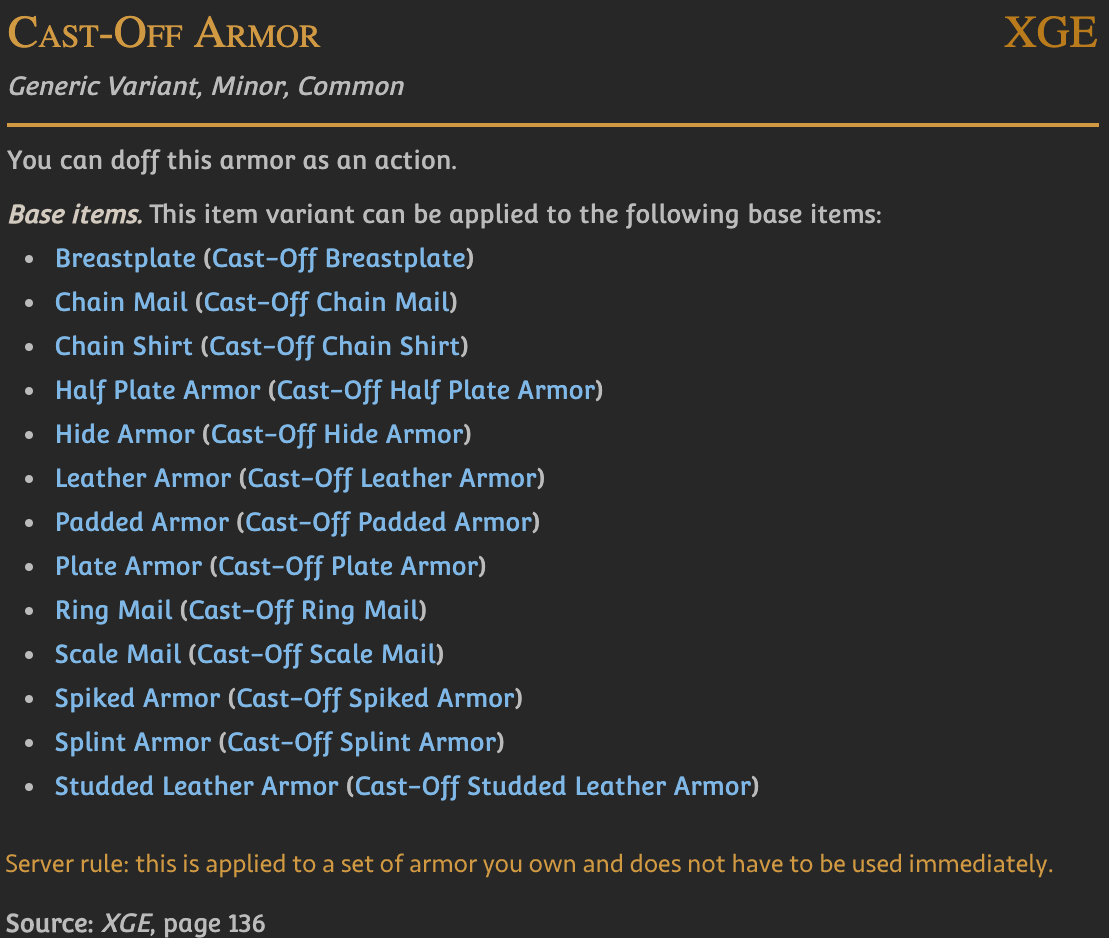 Cast-Off Armor XGE
Generic Variant, Minor, Common
You can doff this armor as an action.
Base items. This item variant can be applied to the following base items:
• Breastplate (Cast-Off Breastplate)
• Chain Mail (Cast-Off Chain Mail)
• Chain Shirt (Cast-Off Chain Shirt)
• Half Plate Armor (Cast-Off Half Plate Armor)
• Hide Armor (Cast-Off Hide Armor)
• Leather Armor (Cast-Off Leather Armor)
• Padded Armor (Cast-Off Padded Armor)
• Plate Armor (Cast-Off Plate Armor)
• Ring Mail (Cast-Off Ring Mail)
• Scale Mail (Cast-Off Scale Mail)
• Spiked Armor (Cast-Off Spiked Armor)
• Splint Armor (Cast-Off Splint Armor)
• Studded Leather Armor (Cast-Off Studded Leather Armor)
Server rule: this is applied to a set of armor you own and does not have to be used immediately.
Source: XGE, page 136